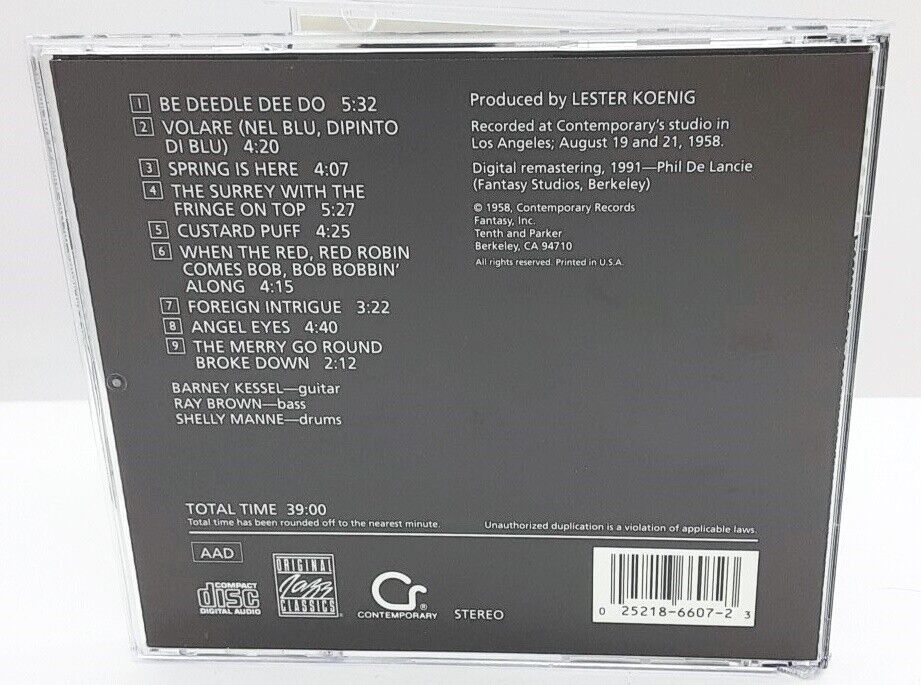 1 BE DEEDLE DEE DO 5:32
2 VOLARE (NEL BLU, DIPINTO
DI BLU) 4:20
3 SPRING IS HERE 4:07
4 THE SURREY WITH THE
FRINGE ON TOP 5:27
5 CUSTARD PUFF 4:25
6 WHEN THE RED, RED ROBIN
COMES BOB, BOB BOBBIN'
ALONG 4:15
7 FOREIGN INTRIGUE 3:22
8 ANGEL EYES 4:40
9 THE MERRY GO ROUND
BROKE DOWN 2:12
BARNEY KESSEL—guitar
RAY BROWN—bass
SHELLY MANNE—drums
Produced by LESTER KOENIG
Recorded at Contemporary's studio in
Los Angeles; August 19 and 21, 1958.
Digital remastering, 1991—Phil De Lancie
(Fantasy Studios, Berkeley)
© 1958, Contemporary Records
Fantasy, Inc.
Tenth and Parker
Berkeley, CA 94710
All rights reserved. Printed in U.S.A.
TOTAL TIME 39:00
Total time has been rounded off to the nearest minute.
Unauthorized duplication is a violation of applicable laws.
AAD
COMPACT
disc
DIGITAL AUDIO
ORIGINAL
Jazz
CLASSICS
CR®
CONTEMPORARY
STEREO
0 25218-6607-2 3